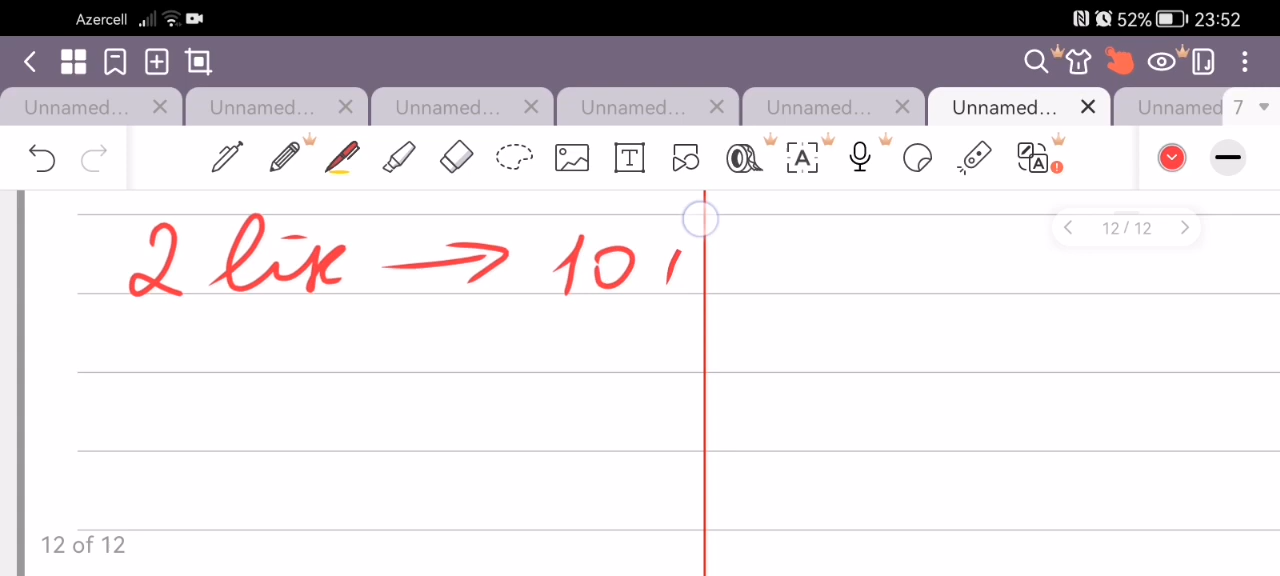 Azercell 52% 23:52
Unnamed... Unnamed... Unnamed... Unnamed... Unnamed... Unnamed... Unnamed 7
T A A
12 / 12
2 lik → 10
12 of 12